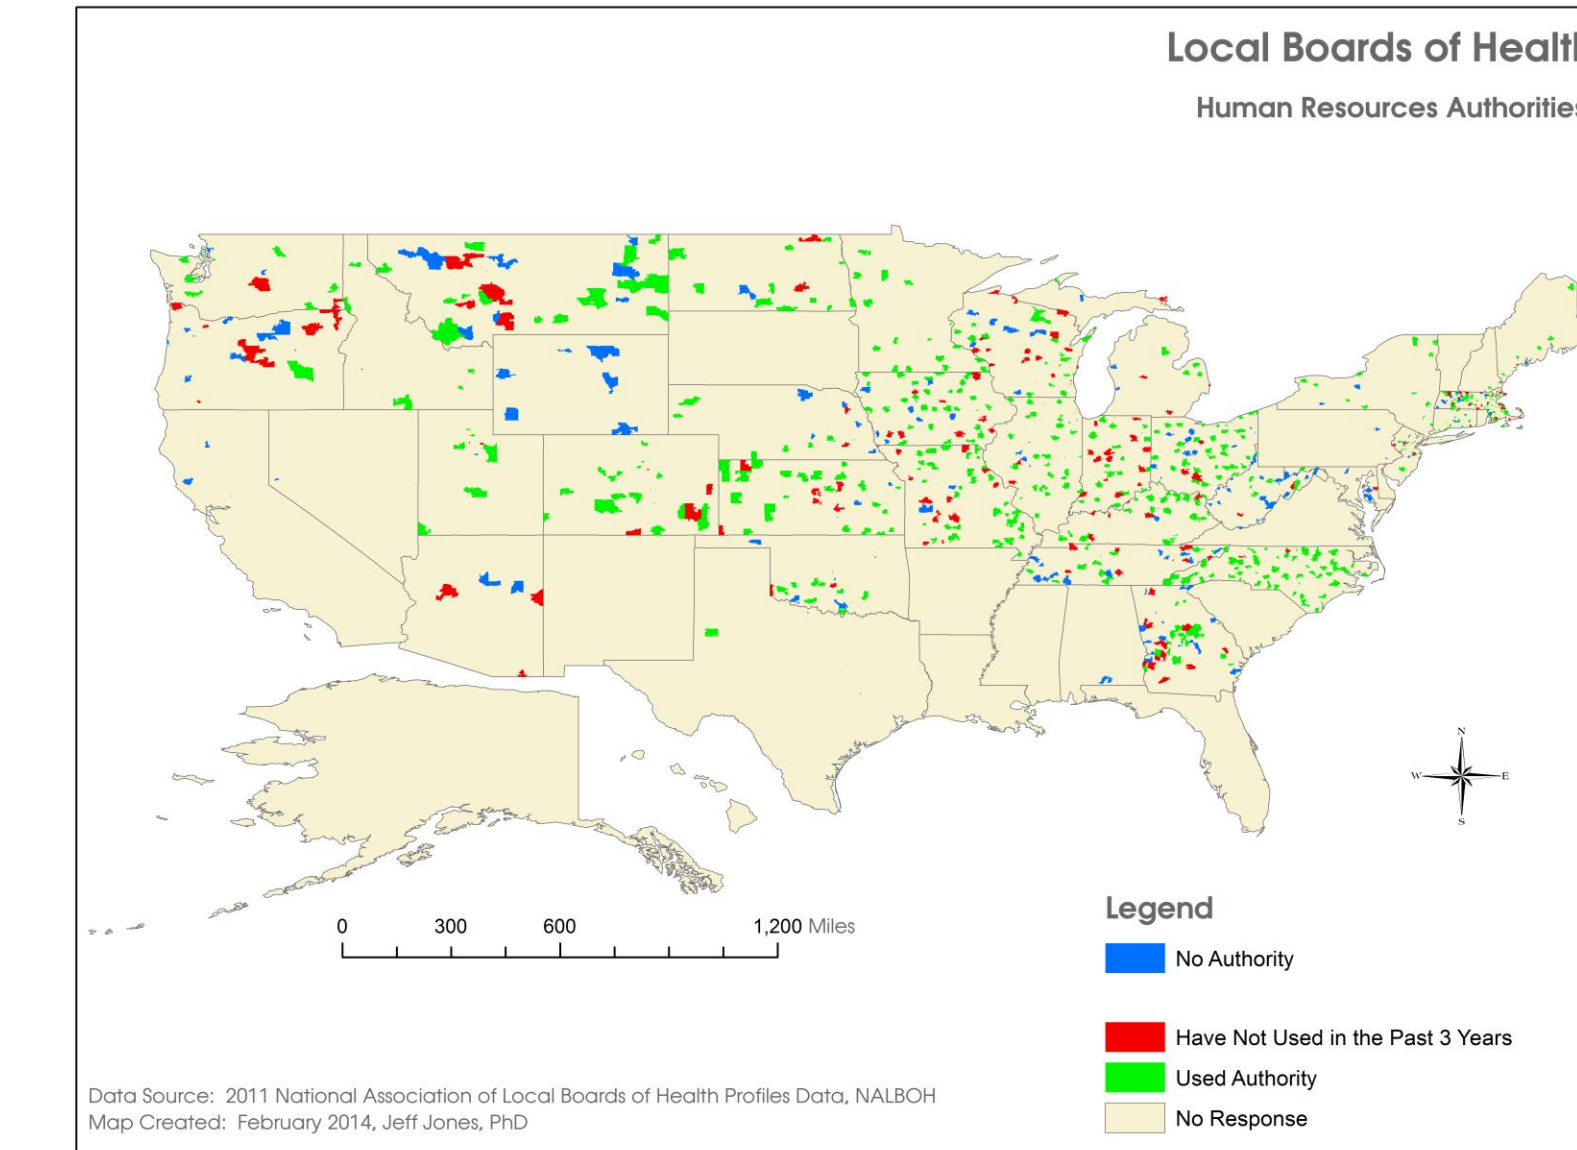 Local Boards of Health
Human Resources Authorities
N
W E
S
Legend
0 300 600 1,200 Miles
No Authority
Have Not Used in the Past 3 Years
Used Authority
No Response
Data Source: 2011 National Association of Local Boards of Health Profiles Data, NALBOH
Map Created: February 2014, Jeff Jones, PhD